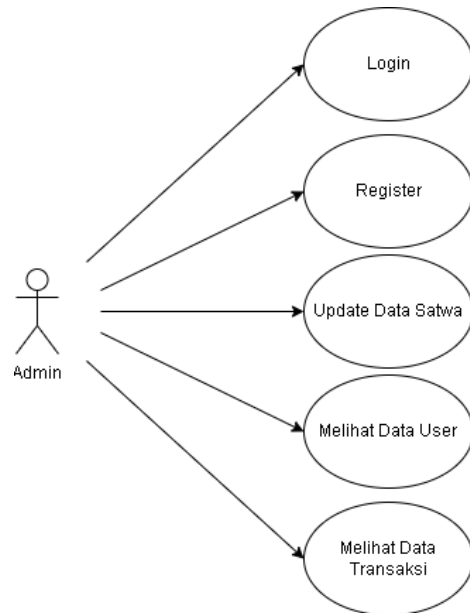 Login
Register
Update Data Satwa
Admin
Melihat Data User
Melihat Data
Transaksi